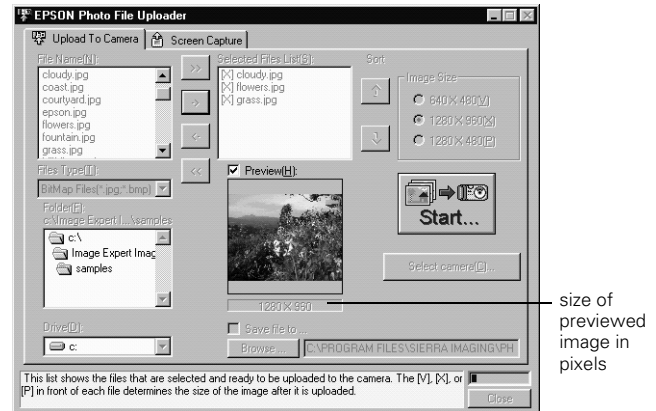 EPSON Photo File Uploader
Upload To Camera
Screen Capture
File Name(N):
cloudy.jpg
coast.jpg
courtyard.jpg
epson.jpg
flowers.jpg
fountain.jpg
grass.jpg
>>
>
<
<<
Selected Files List(S):
[X] cloudy.jpg
[X] flowers.jpg
[X] grass.jpg
Sort
Image Size
640 X 480(V)
1280 X 960(X)
1280 X 480(P)
Files Type(T):
BitMap Files(*.jpg;*.bmp)
Folder(F):
c:\Image Expert I...\samples
c:\
Image Expert Imag
samples
Preview(H):
1280 X 960
Start...
Select camera(C)...
Drive(D):
c:
Save file to ...
Browse ...
C:\PROGRAM FILES\SIERRA IMAGING\PH
size of
previewed
image in
pixels
This list shows the files that are selected and ready to be uploaded to the camera. The [V], [X], or
[P] in front of each file determines the size of the image after it is uploaded.
Close